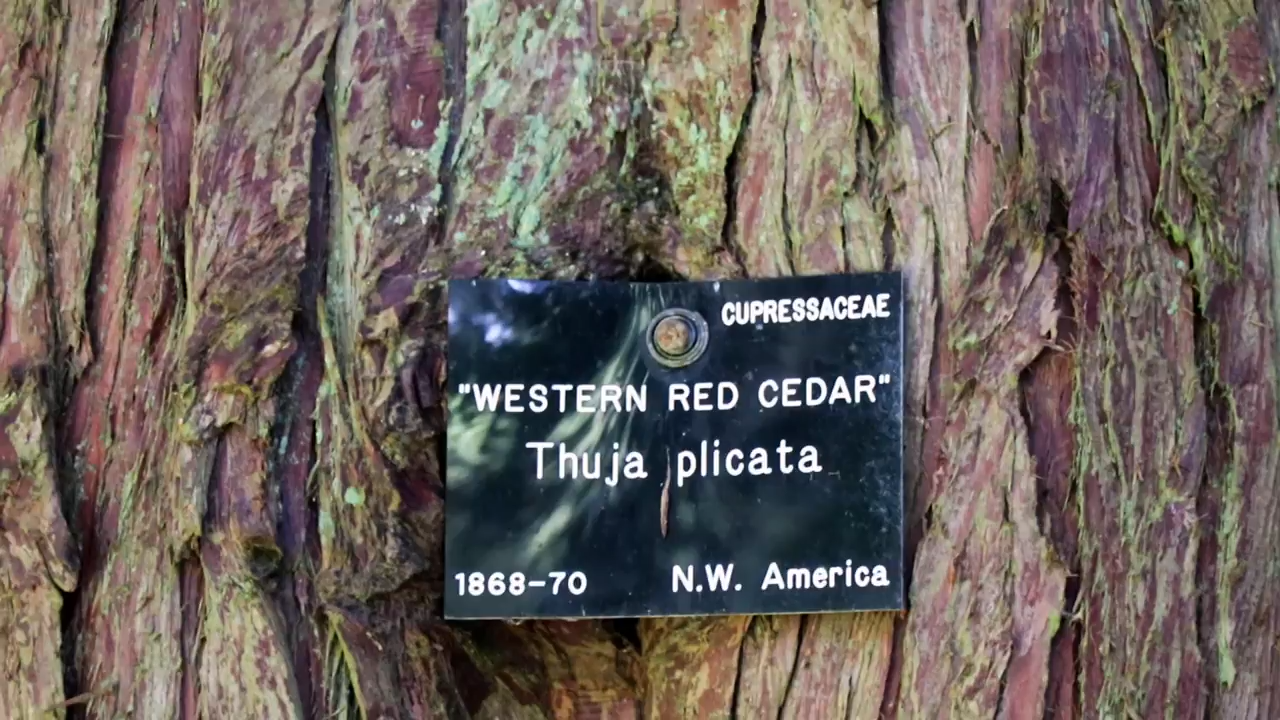 CUPRESSACEAE
"WESTERN RED CEDAR"
Thuja plicata
1868-70 N.W. America